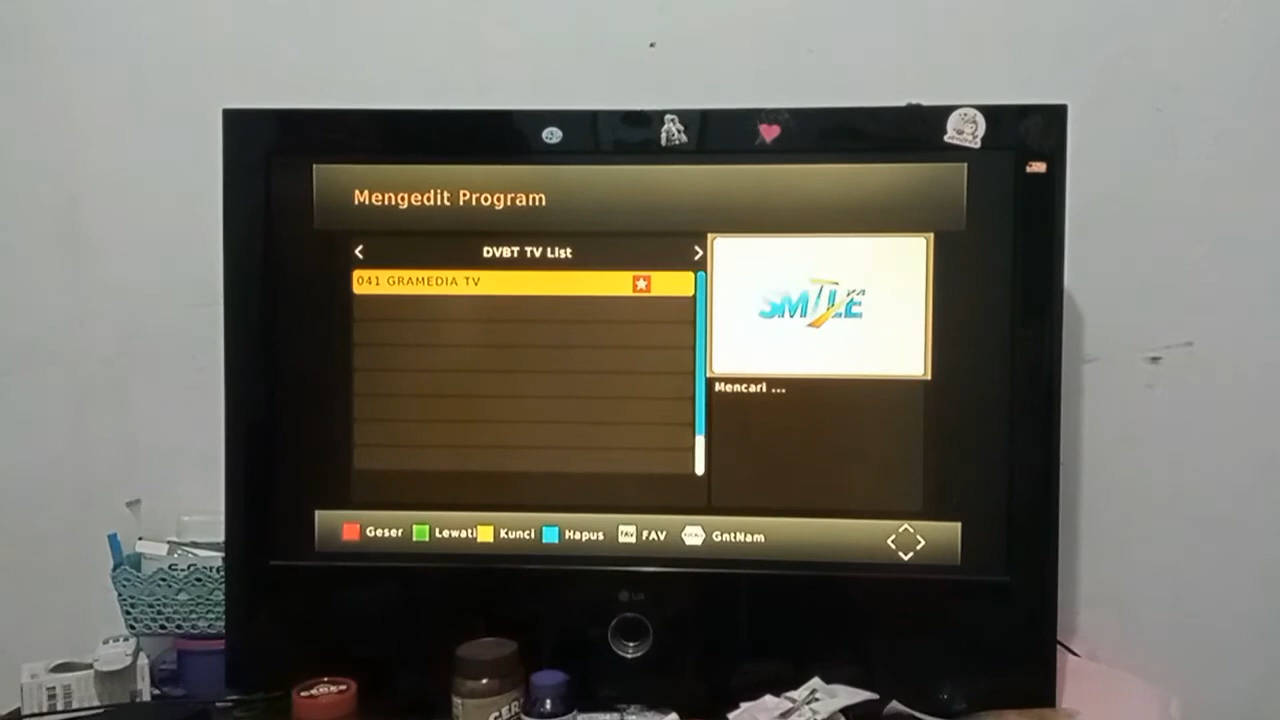 Mengedit Program
DVBT TV List
041 GRAMEDIA TV
SMILE
Mencari ...
Geser
Lewati
Kunci
Hapus
FAV FAV
GntNam
LG